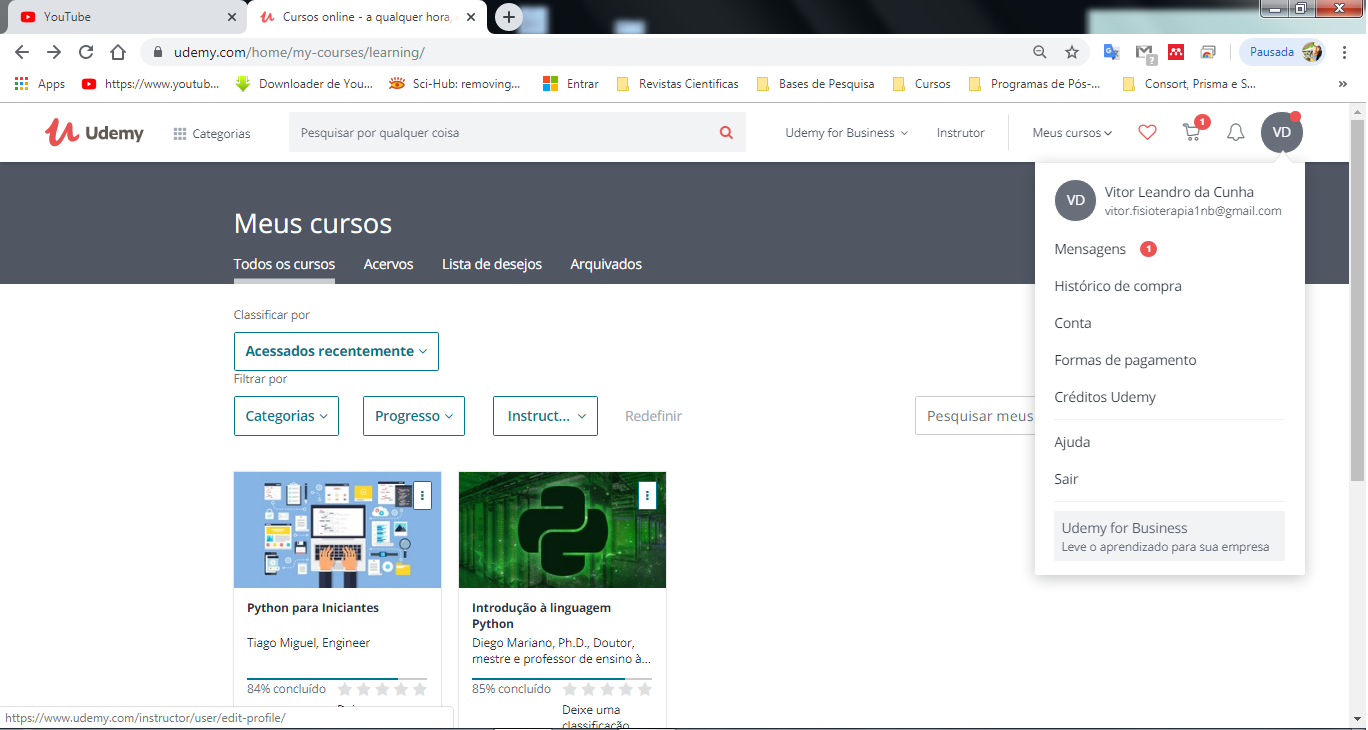 YouTube
Cursos online - a qualquer hora,
udemy.com/home/my-courses/learning/
Pausada
Apps
https://www.youtub...
Downloader de You...
Sci-Hub: removing...
Entrar
Revistas Cientificas
Bases de Pesquisa
Cursos
Programas de Pós-...
Consort, Prisma e S...
Udemy
Categorias
Pesquisar por qualquer coisa
Udemy for Business
Instrutor
Meus cursos
1
VD
VD
Vitor Leandro da Cunha
vitor.fisioterapia1nb@gmail.com
Mensagens 1
Histórico de compra
Conta
Formas de pagamento
Créditos Udemy
Ajuda
Sair
Udemy for Business
Leve o aprendizado para sua empresa
Meus cursos
Todos os cursos
Acervos
Lista de desejos
Arquivados
Classificar por
Acessados recentemente
Filtrar por
Categorias
Progresso
Instruct...
Redefinir
Pesquisar meus
Python para Iniciantes
Tiago Miguel, Engineer
84% concluído
Introdução à linguagem
Python
Diego Mariano, Ph.D., Doutor,
mestre e professor de ensino à...
85% concluído
Deixe uma
classificação
https://www.udemy.com/instructor/user/edit-profile/